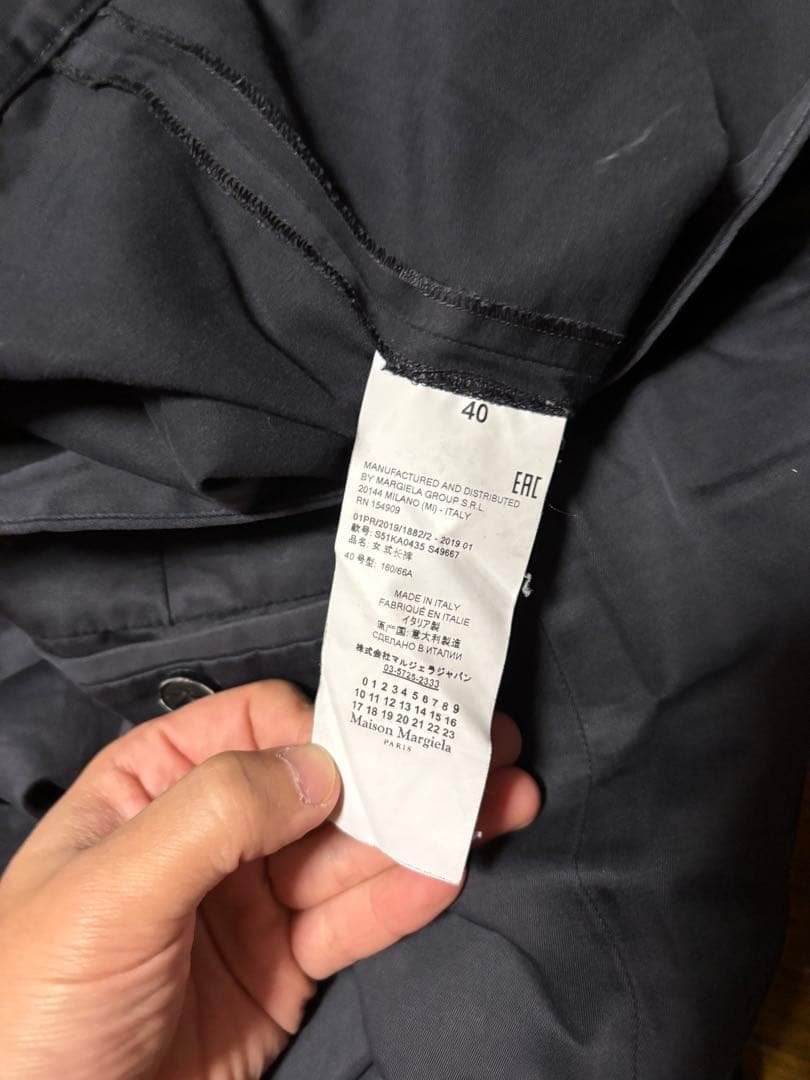 40
MANUFACTURED AND DISTRIBUTED
BY MARGIELA GROUP S.R.L
20144 MILANO (MI) - ITALY
RN 154909
EAC
01PR/2019/1882/2 - 2019 01
款号: S51KA0435 S49667
品名: 女式长裤
40 号型: 160/66A
MADE IN ITALY
FABRIQUÉ EN ITALIE
イタリア製
原产国: 意大利製造
СДЕЛАНО В ИТАЛИИ
株式会社マルジェラジャパン
03-5725-2333
0 1 2 3 4 5 6 7 8 9
10 11 12 13 14 15 16
17 18 19 20 21 22 23
Maison Margiela
PARIS